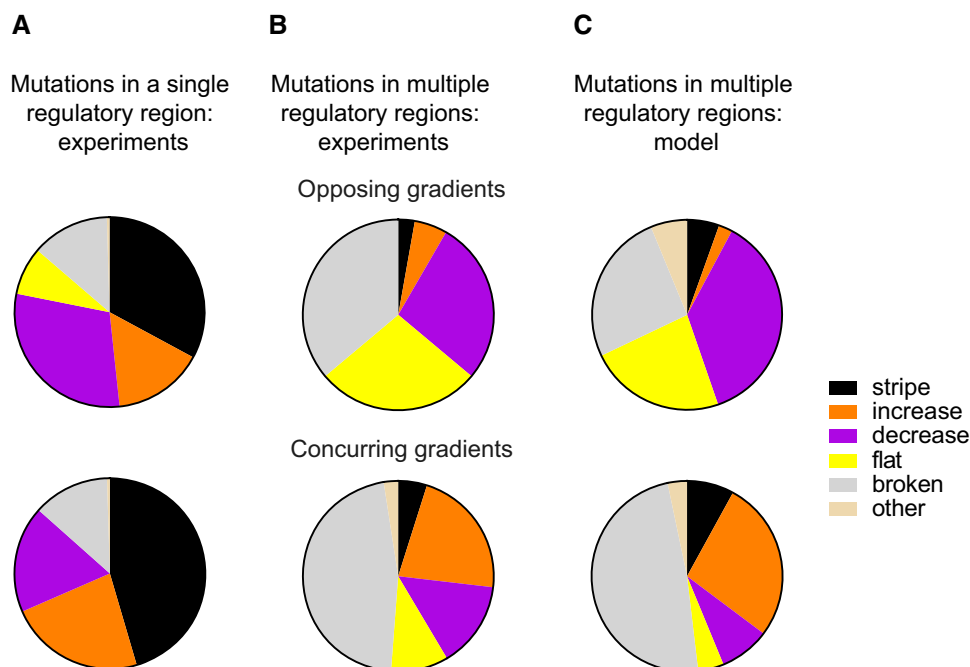 A
B
C
Mutations in a single
regulatory region:
experiments
Mutations in multiple
regulatory regions:
experiments
Mutations in multiple
regulatory regions:
model
Opposing gradients
Concurring gradients
stripe
increase
decrease
flat
broken
other